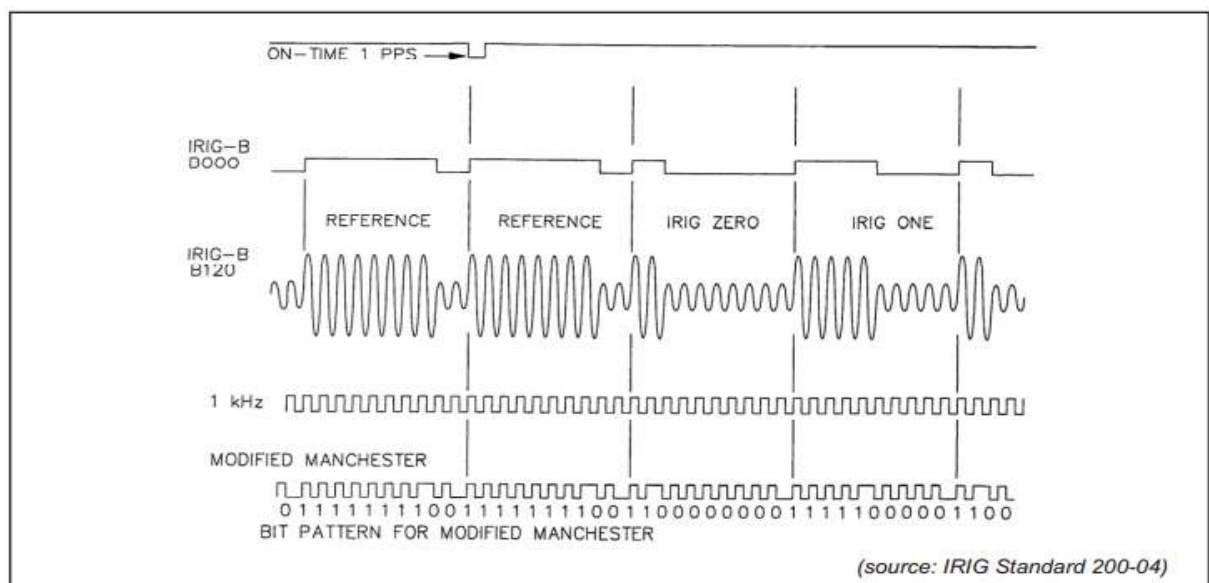 ON-TIME 1 PPS
IRIG-B
B000
REFERENCE REFERENCE IRIG ZERO IRIG ONE
IRIG-B
B120
1 kHz
MODIFIED MANCHESTER
0 1 1 1 1 1 1 1 1 0 0 1 1 1 1 1 1 1 1 0 0 1 1 0 0 0 0 0 0 0 0 1 1 1 1 1 0 0 0 0 0 1 1 0 0
BIT PATTERN FOR MODIFIED MANCHESTER
(source: IRIG Standard 200-04)